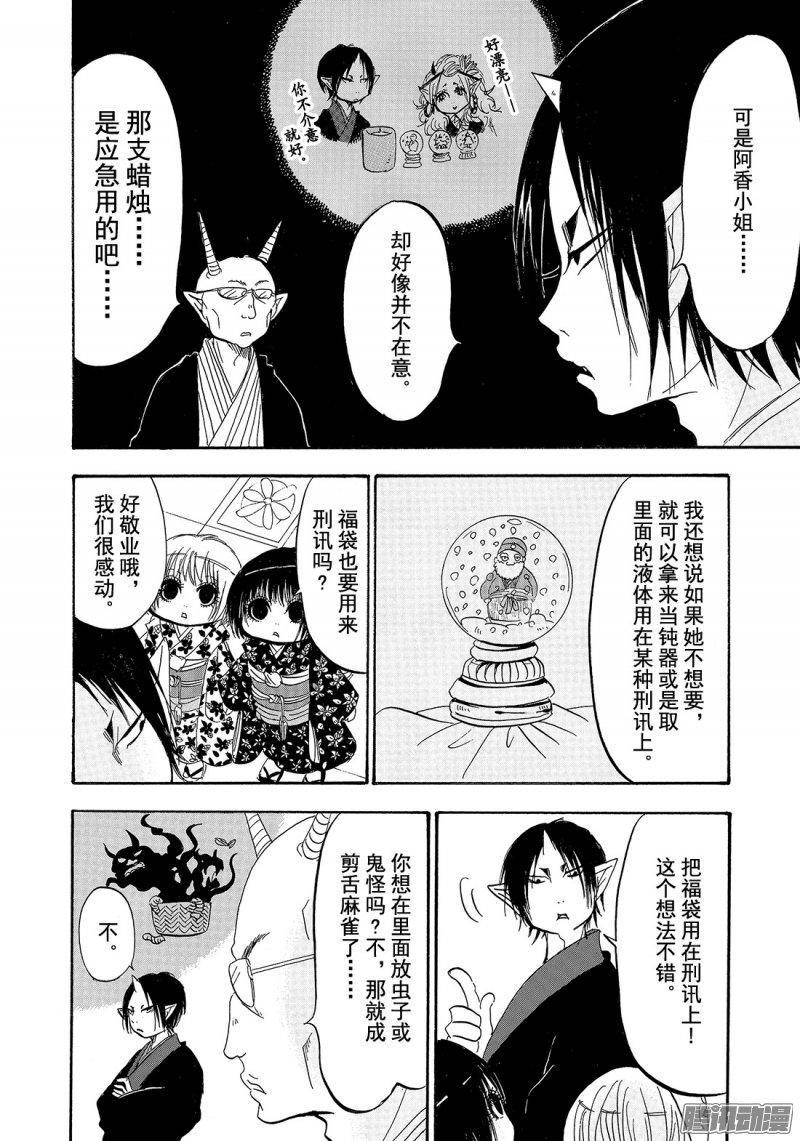 可是阿香小姐……
好漂亮——
你不介意
就好。
却好像并不在意。
那支蜡烛……
是应急用的吧……
我还想说如果她不想要，
就可以拿来当钝器或是取
里面的液体用在某种刑讯上。
福袋也要用来
刑讯吗？
好敬业哦，
我们很感动。
把福袋用在刑讯上！
这个想法不错。
你想在里面放虫子或
鬼怪吗？不，那就成
剪舌麻雀了……
不。
腾讯动漫